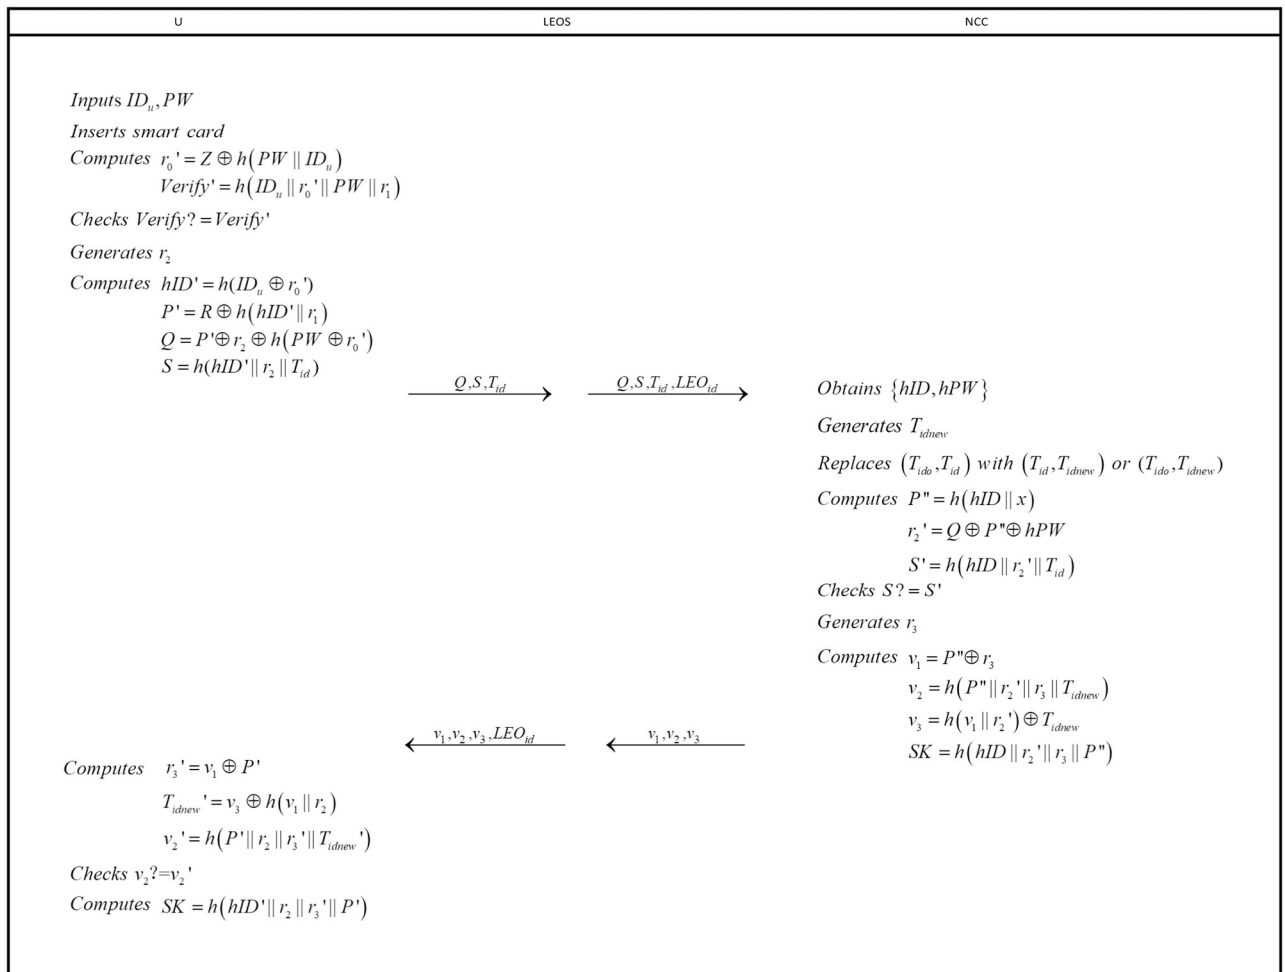 U LEOS NCC
Inputs ID_u, PW
Inserts smart card
Computes r_0' = Z ⊕ h(PW || ID_u)
Verify' = h(ID_u || r_0' || PW || r_1)
Checks Verify? = Verify'
Generates r_2
Computes hID' = h(ID_u ⊕ r_0')
P' = R ⊕ h(hID' || r_1)
Q = P' ⊕ r_2 ⊕ h(PW ⊕ r_0')
S = h(hID' || r_2 || T_id)
Q,S,T_id
Q,S,T_id,LEO_id
Obtains {hID,hPW}
Generates T_idnew
Replaces (T_ido,T_id) with (T_id,T_idnew) or (T_ido,T_idnew)
Computes P" = h(hID || x)
r_2' = Q ⊕ P" ⊕ hPW
S' = h(hID || r_2' || T_id)
Checks S? = S'
Generates r_3
Computes v_1 = P" ⊕ r_3
v_2 = h(P" || r_2' || r_3 || T_idnew)
v_3 = h(v_1 || r_2') ⊕ T_idnew
SK = h(hID || r_2' || r_3 || P")
v_1,v_2,v_3
v_1,v_2,v_3,LEO_id
Computes r_3' = v_1 ⊕ P'
T_idnew' = v_3 ⊕ h(v_1 || r_2)
v_2' = h(P' || r_2 || r_3' || T_idnew')
Checks v_2?=v_2'
Computes SK = h(hID' || r_2 || r_3' || P')